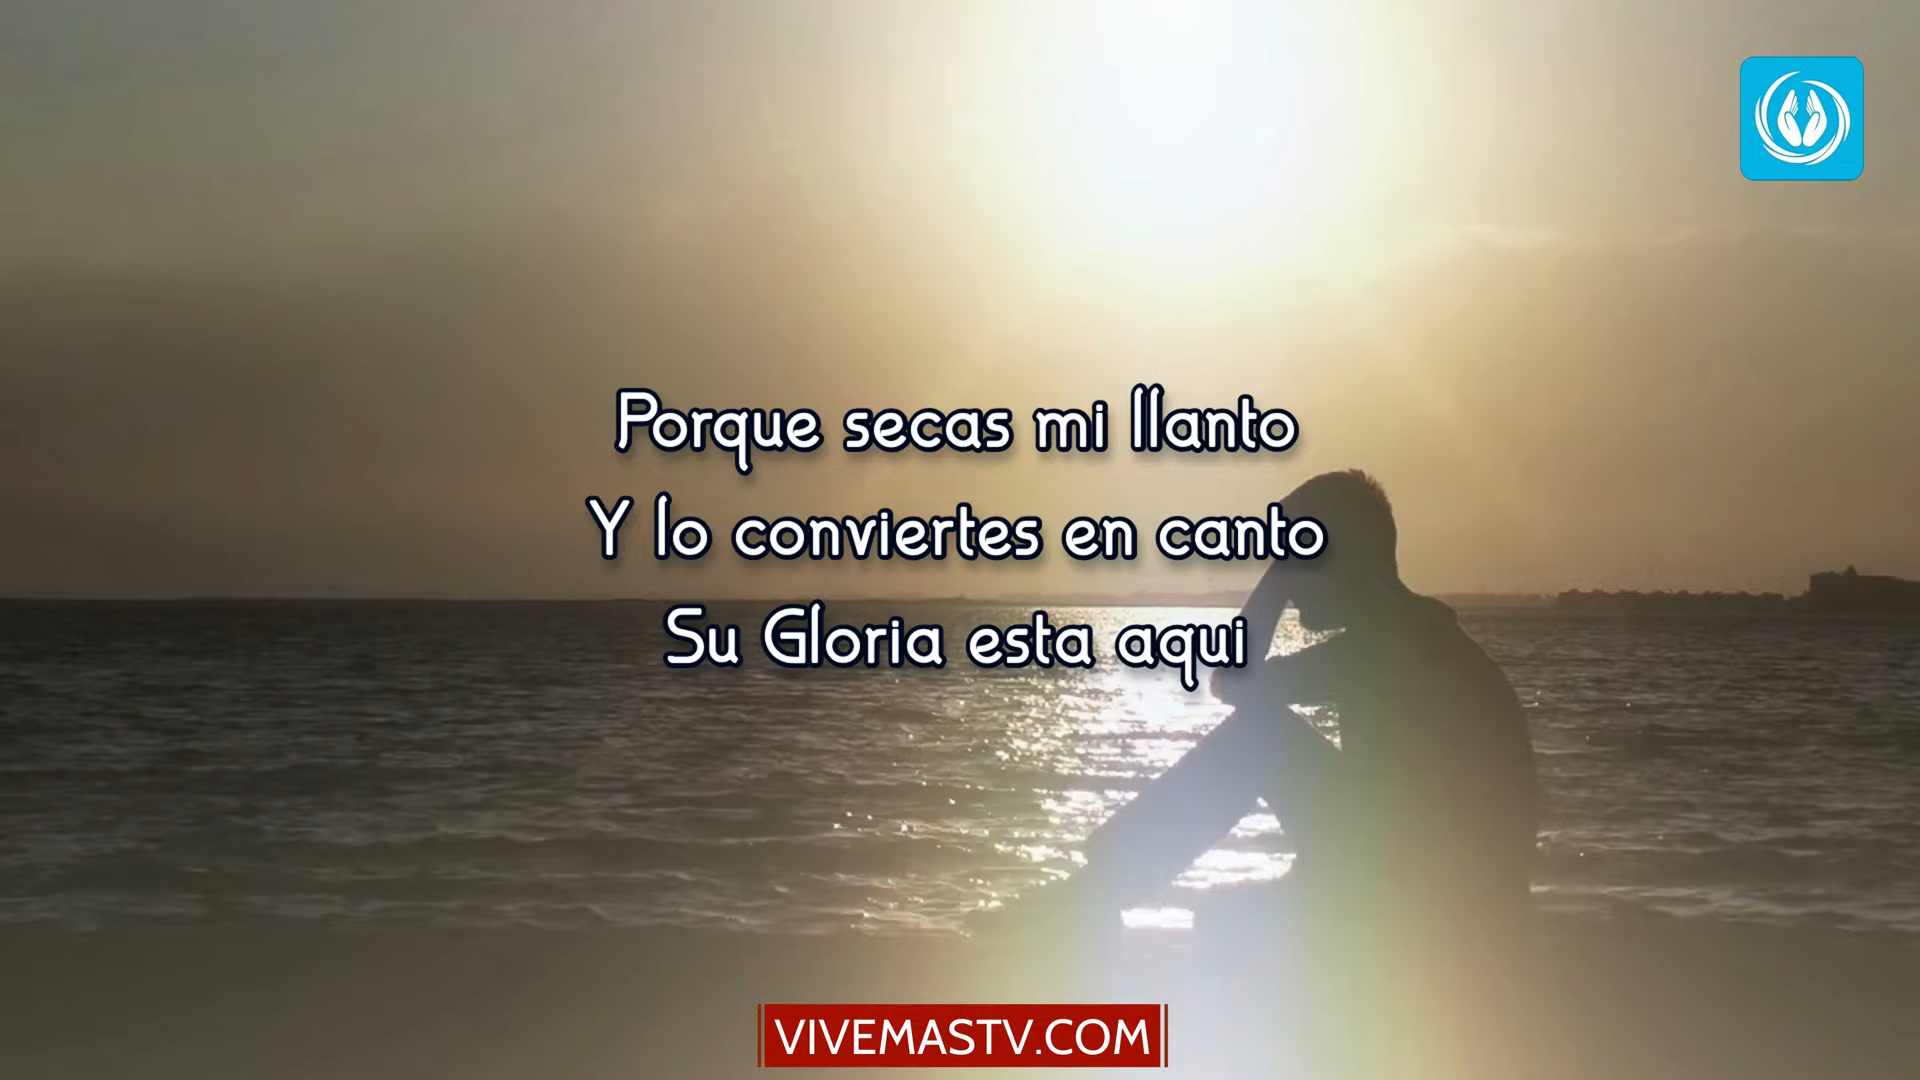 Porque secas mi llanto
Y lo conviertes en canto
Su Gloria esta aqui
VIVEMASTV.COM